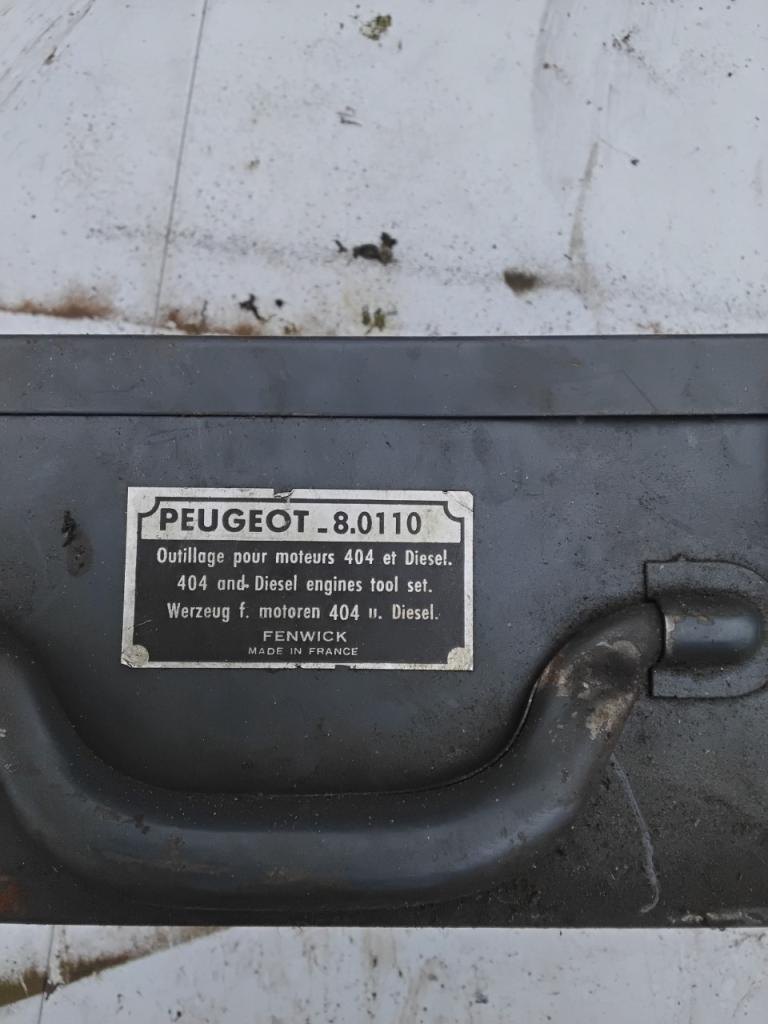 PEUGEOT - 8.0110
Outillage pour moteurs 404 et Diesel.
404 and Diesel engines tool set.
Werzeug f. motoren 404 u. Diesel.
FENWICK
MADE IN FRANCE